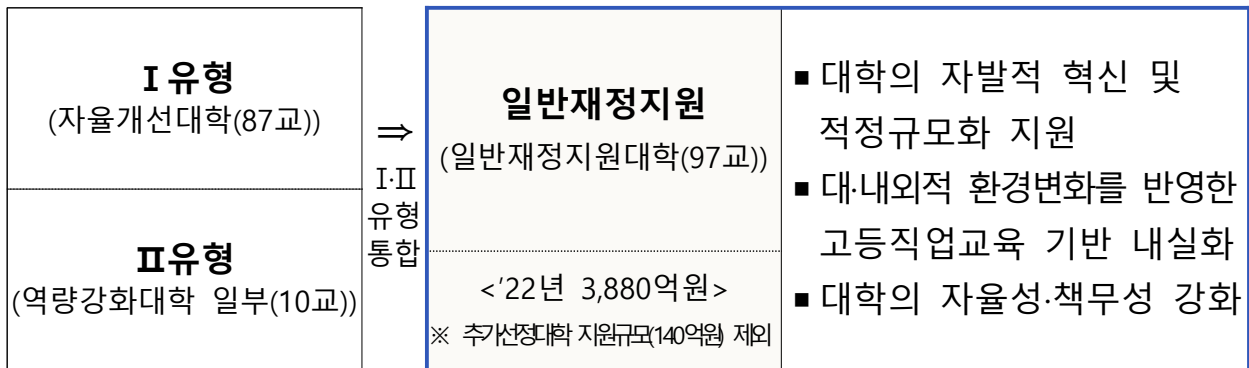 Ⅰ유형
(자율개선대학(87교))
Ⅱ유형
(역량강화대학 일부(10교))
⇒
Ⅰ·Ⅱ
유형
통합
일반재정지원
(일반재정지원대학(97교))
<'22년 3,880억원>
※ 추가선정대학 지원규모(140억원) 제외
▪ 대학의 자발적 혁신 및
적정규모화 지원
▪ 대·내외적 환경변화를 반영한
고등직업교육 기반 내실화
▪ 대학의 자율성·책무성 강화